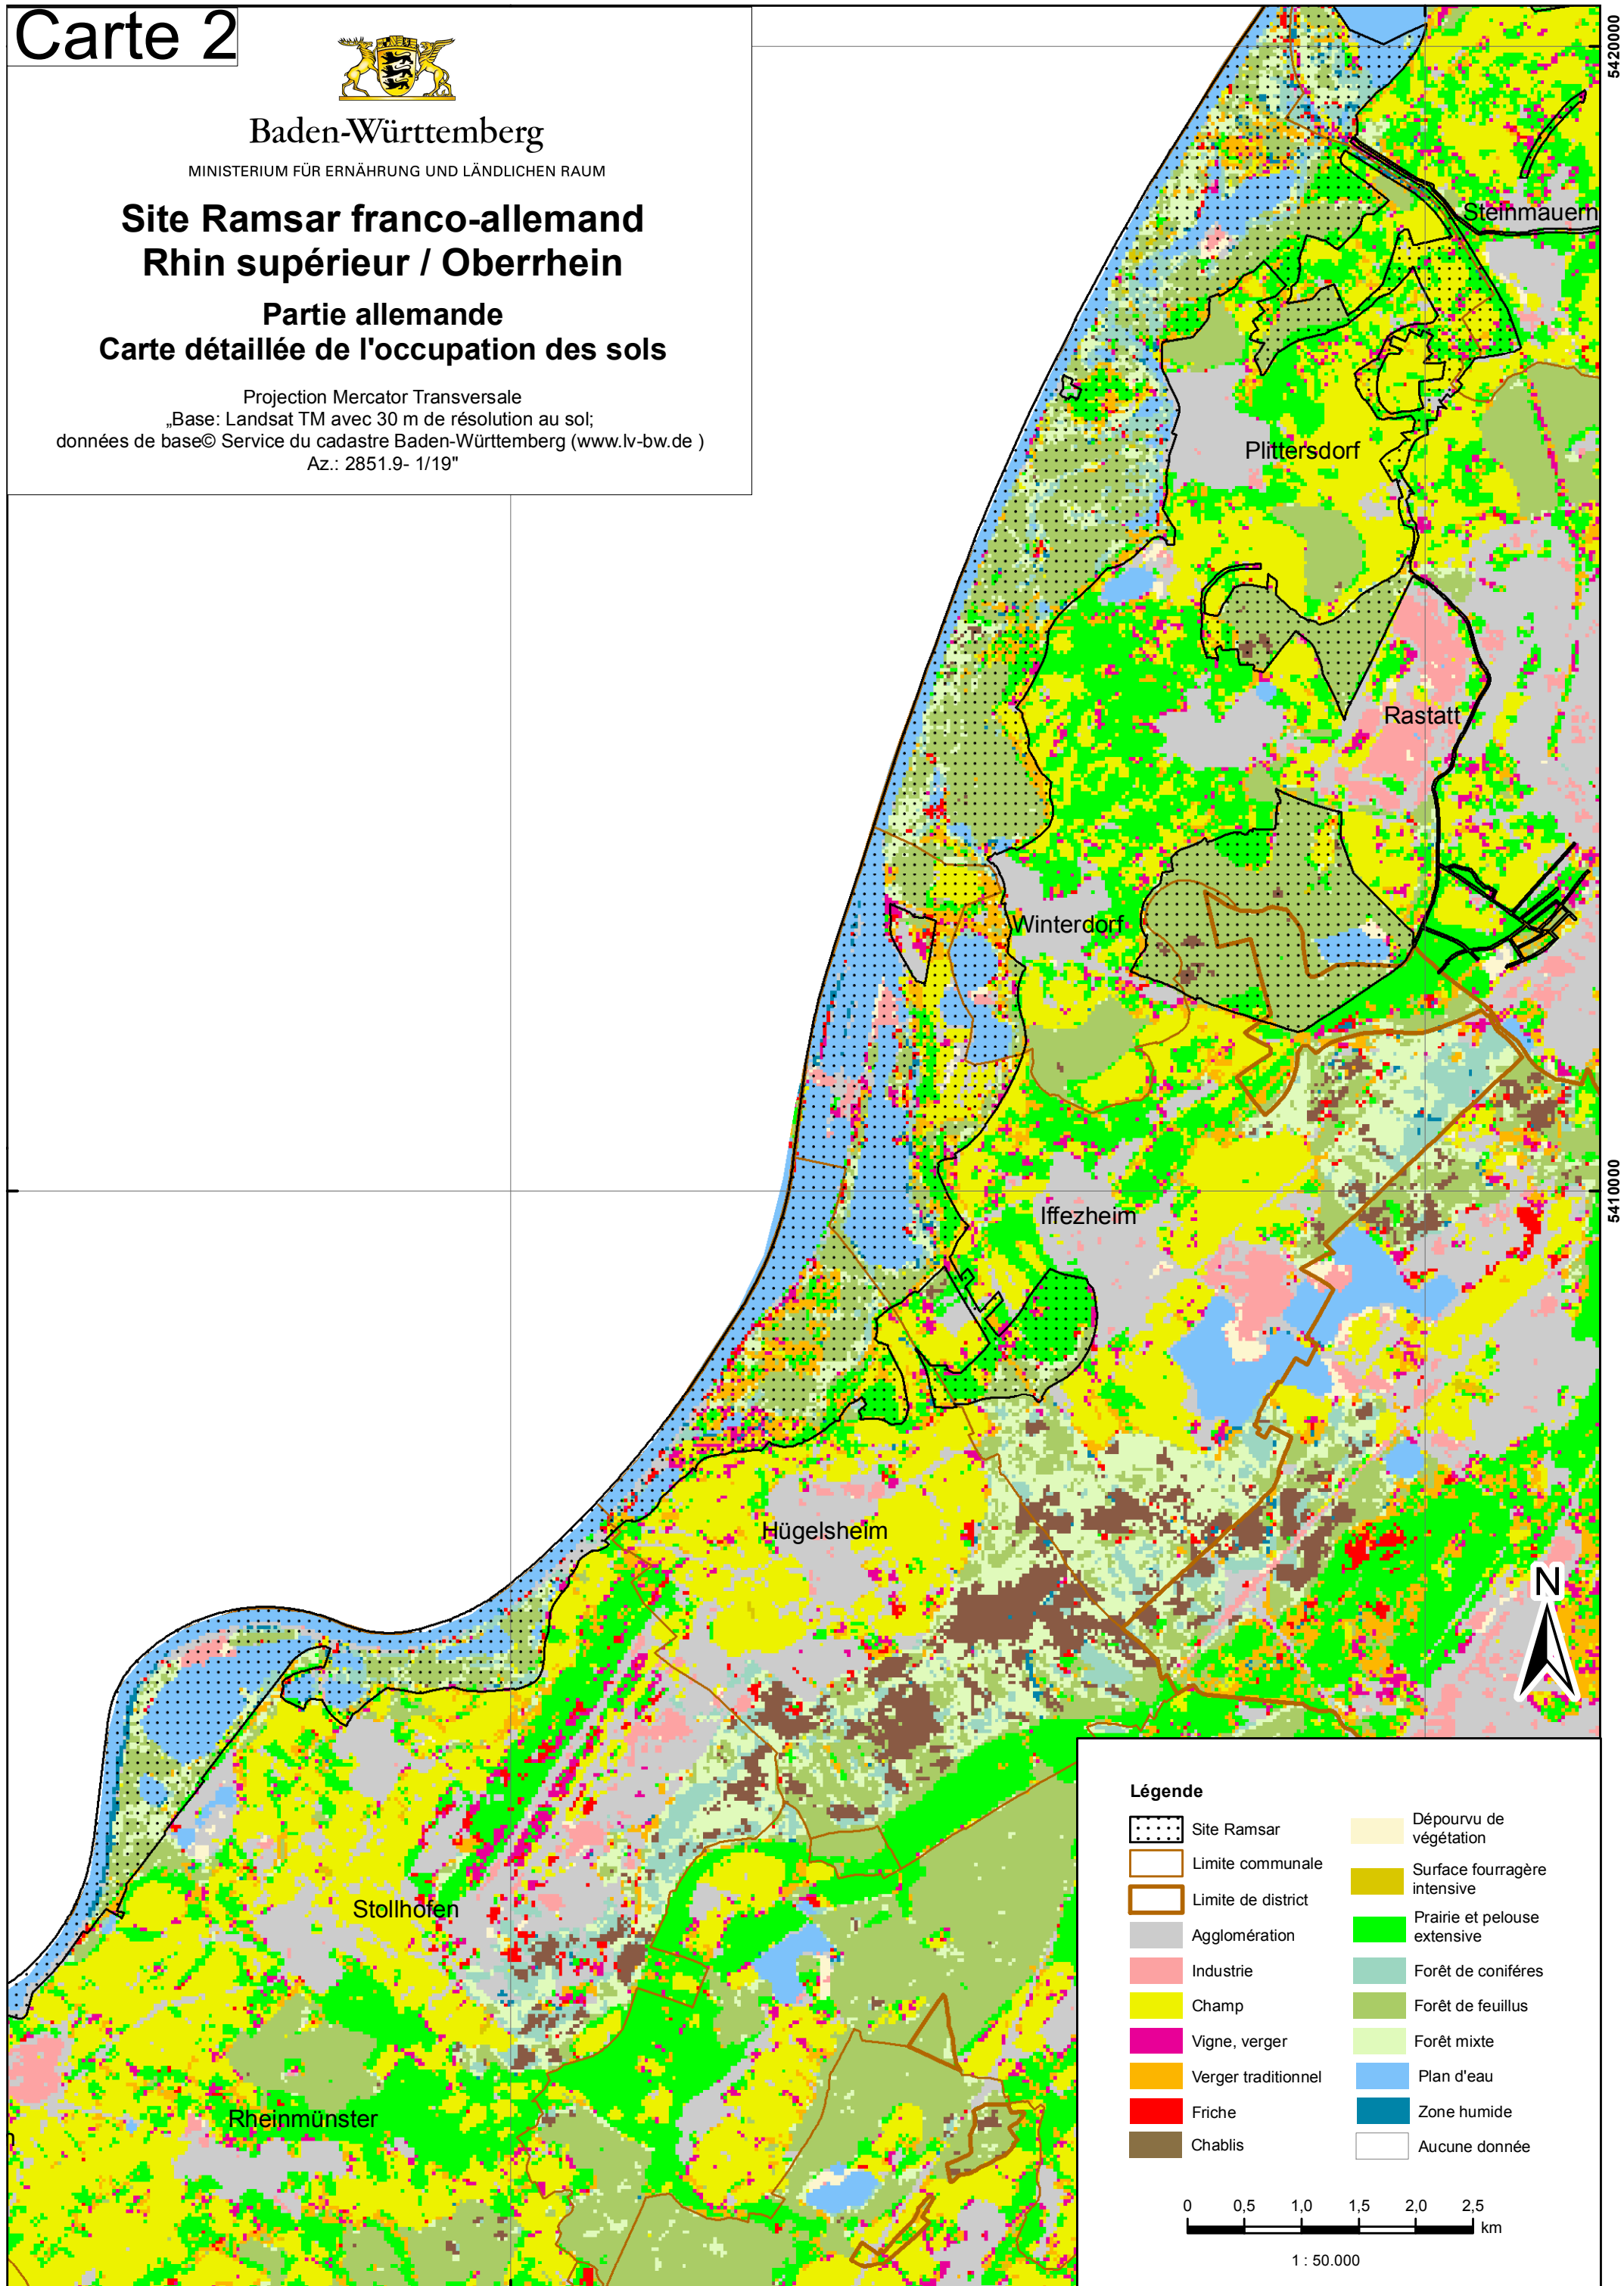 Carte 2
Baden-Württemberg
MINISTERIUM FÜR ERNÄHRUNG UND LÄNDLICHEN RAUM
Site Ramsar franco-allemand
Rhin supérieur / Oberrhein
Partie allemande
Carte détaillée de l'occupation des sols
Projection Mercator Transversale
„Base: Landsat TM avec 30 m de résolution au sol;
données de base© Service du cadastre Baden-Württemberg (www.lv-bw.de )
Az.: 2851.9- 1/19"
5420000
Steinmauern
Plittersdorf
Rastatt
Winterdorf
5410000
Iffezheim
Hügelsheim
N
Stollhofen
Rheinmünster
Légende
Site Ramsar
Limite communale
Limite de district
Agglomération
Industrie
Champ
Vigne, verger
Verger traditionnel
Friche
Chablis
Dépourvu de
végétation
Surface fourragère
intensive
Prairie et pelouse
extensive
Forêt de coniféres
Forêt de feuillus
Forêt mixte
Plan d'eau
Zone humide
Aucune donnée
0 0,5 1,0 1,5 2,0 2,5
km
1 : 50.000